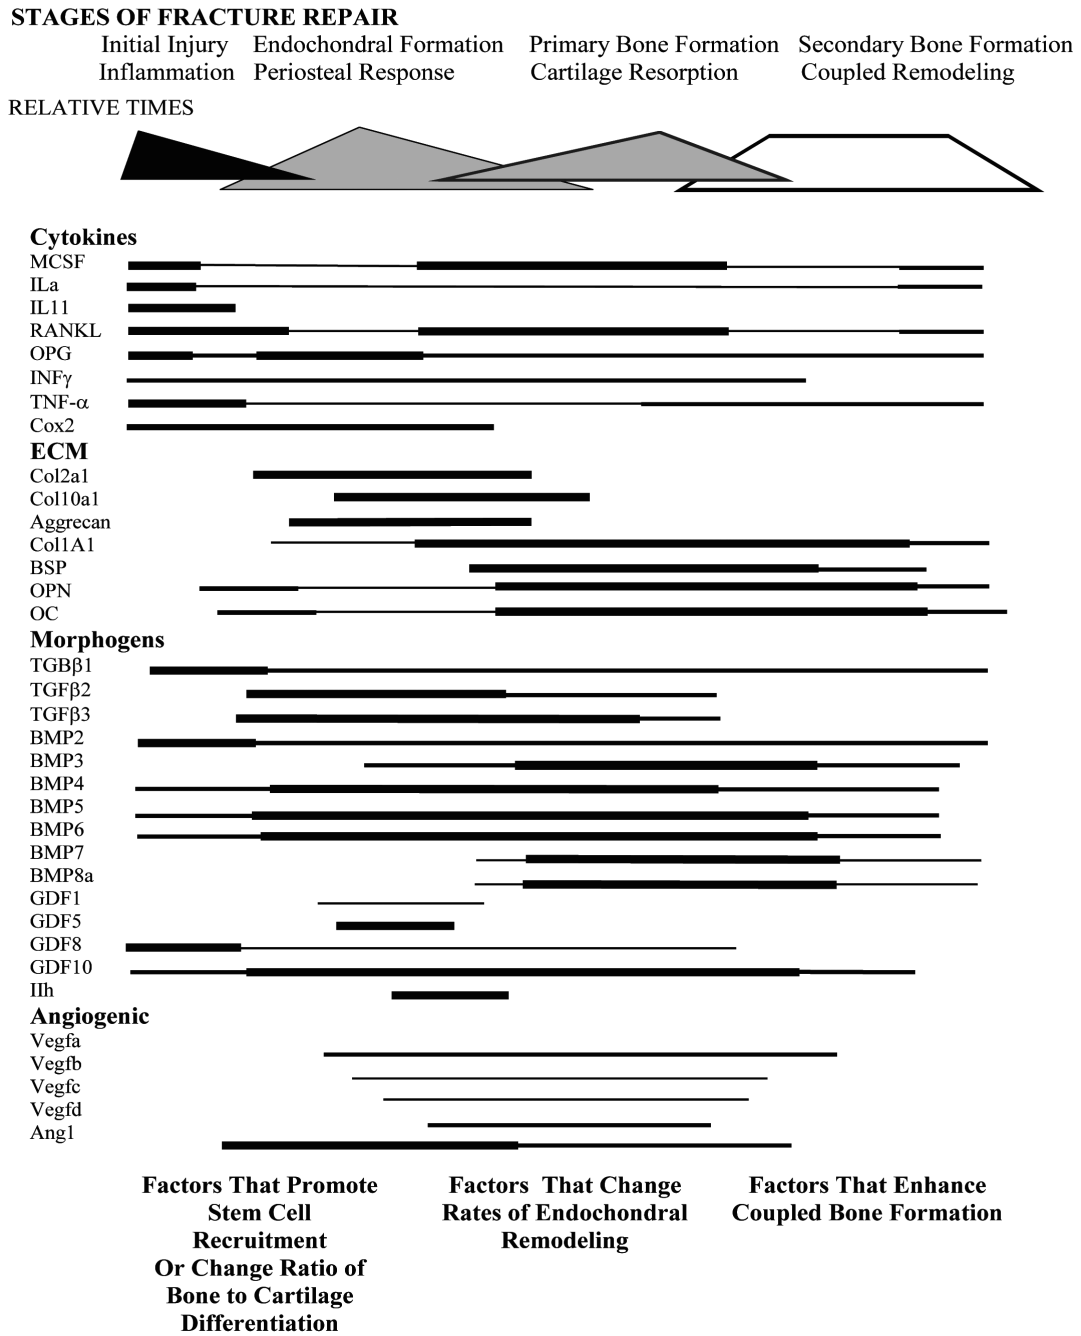 STAGES OF FRACTURE REPAIR
Initial Injury Endochondral Formation Primary Bone Formation Secondary Bone Formation
Inflammation Periosteal Response Cartilage Resorption Coupled Remodeling
RELATIVE TIMES
Cytokines
MCSF
ILa
IL11
RANKL
OPG
INFγ
TNF-α
Cox2
ECM
Col2a1
Col10a1
Aggrecan
Col1A1
BSP
OPN
OC
Morphogens
TGBβ1
TGFβ2
TGFβ3
BMP2
BMP3
BMP4
BMP5
BMP6
BMP7
BMP8a
GDF1
GDF5
GDF8
GDF10
IIh
Angiogenic
Vegfa
Vegfb
Vegfc
Vegfd
Ang1
Factors That Promote Factors That Change Factors That Enhance
Stem Cell Rates of Endochondral Coupled Bone Formation
Recruitment Remodeling
Or Change Ratio of
Bone to Cartilage
Differentiation